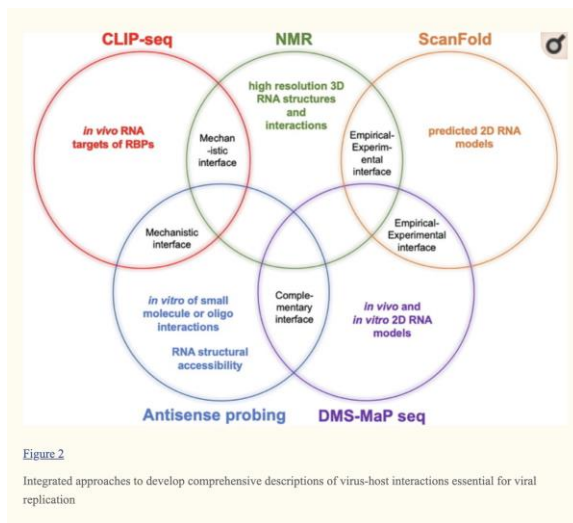 CLIP-seq
NMR
ScanFold
high resolution 3D
RNA structures
and
interactions
in vivo RNA
targets of RBPs
Mechan
-istic
interface
Empirical-
Experim-
ental
interface
predicted 2D RNA
models
Mechanistic
interface
Empirical-
Experimental
interface
in vitro of small
molecule or oligo
interactions
RNA structural
accessibility
Comple-
mentary
interface
in vivo and
in vitro 2D RNA
models
Antisense probing
DMS-MaP seq
Figure 2
Integrated approaches to develop comprehensive descriptions of virus-host interactions essential for viral
replication